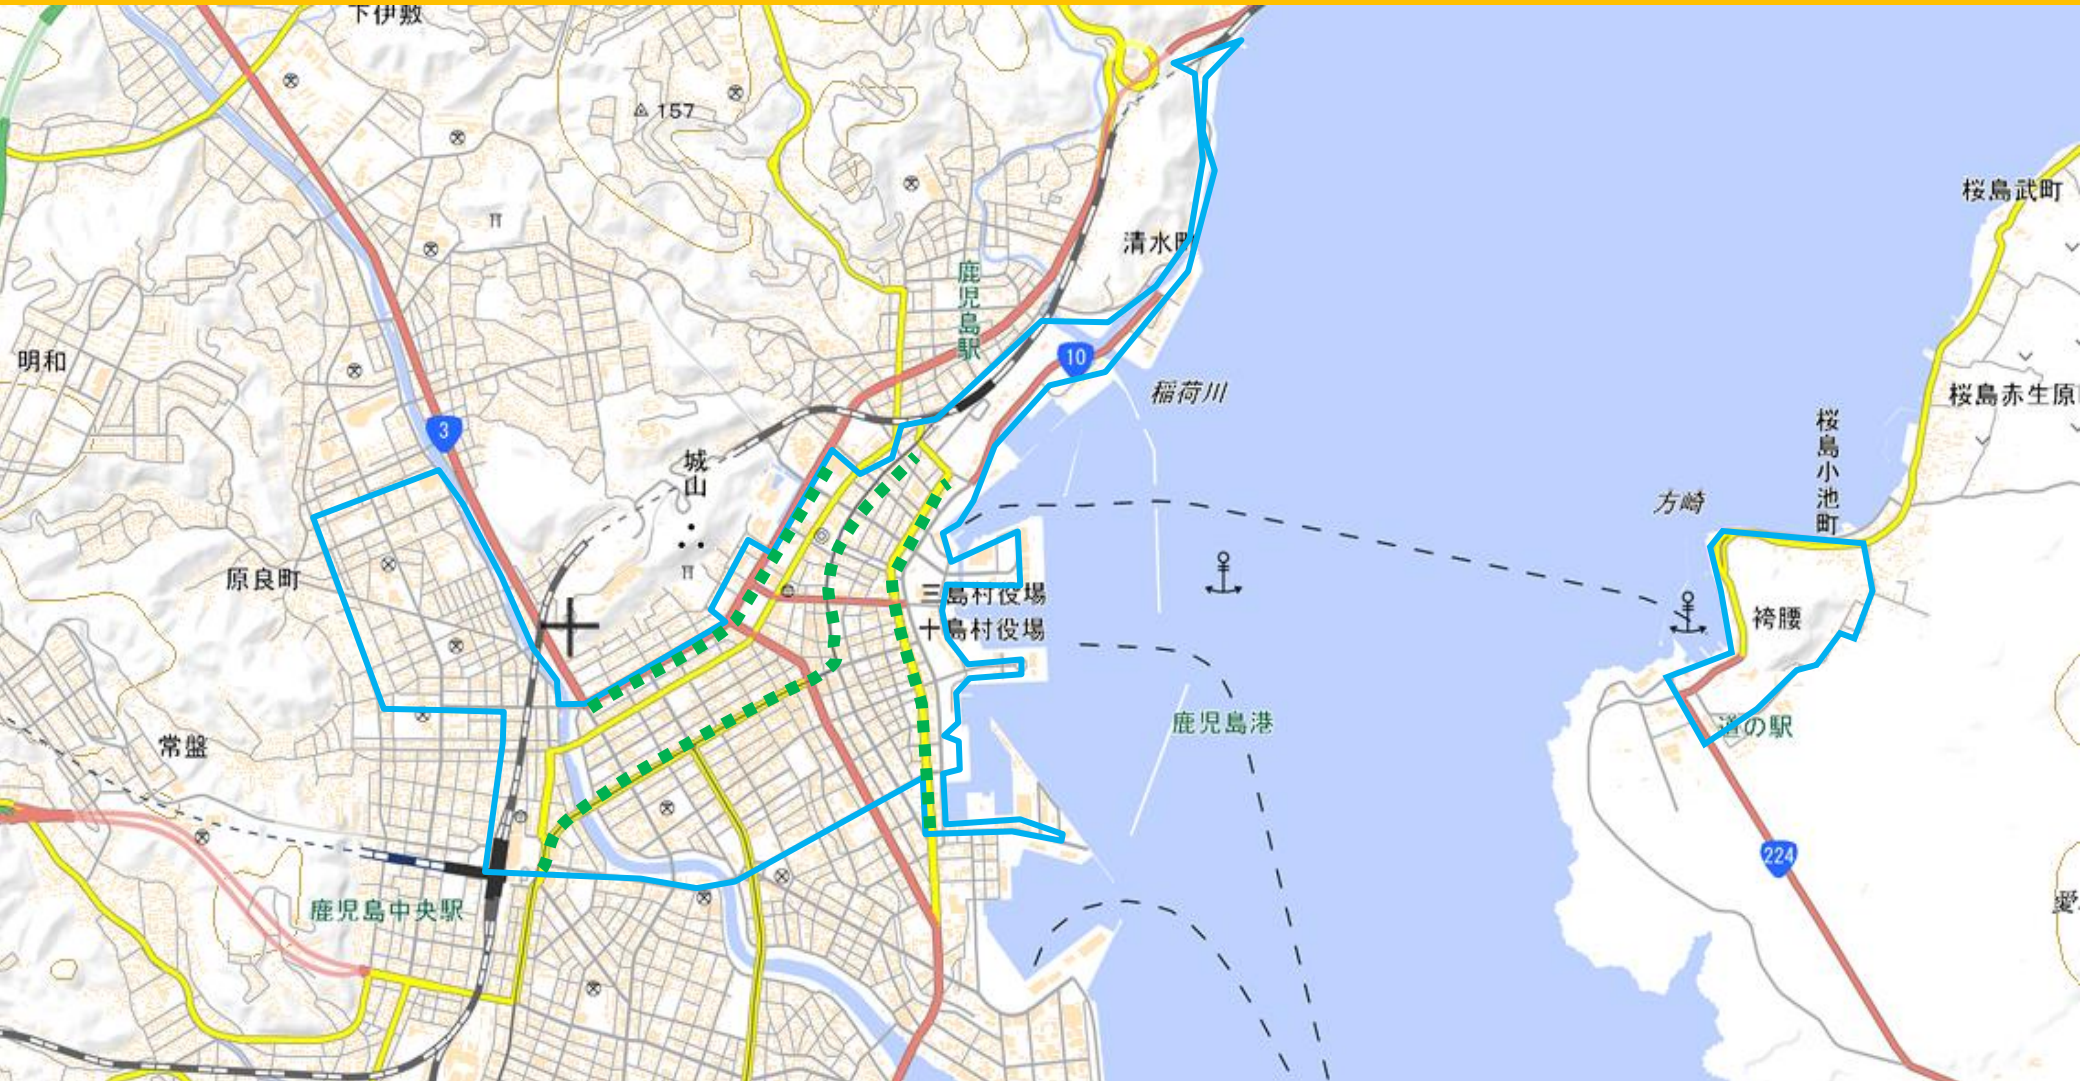 下伊敷
157
桜島武町
清水町
鹿児島駅
明和
10
稲荷川
桜島赤生原
桜島小池町
3
城山
方崎
原良町
三島村役場
袴腰
十島村役場
鹿児島港
道の駅
常盤
224
鹿児島中央駅